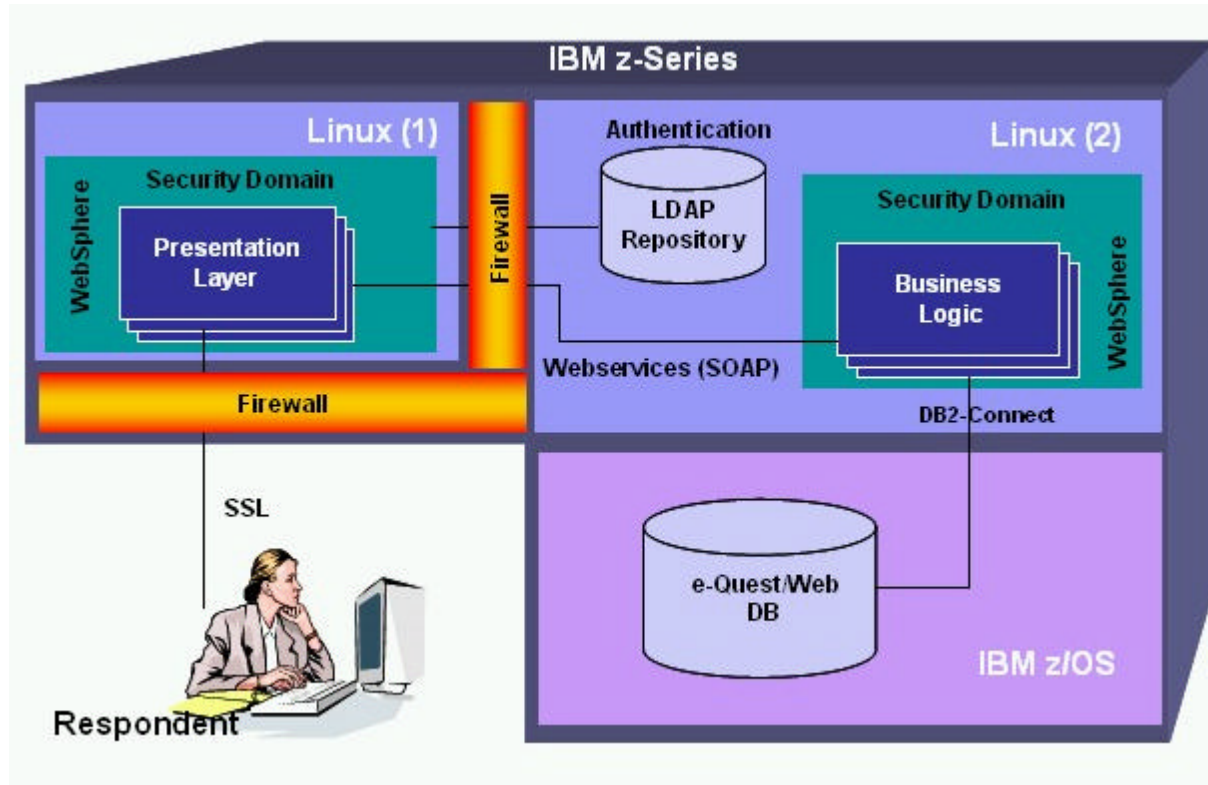 IBM z-Series
Linux (1)
Security Domain
WebSphere
Presentation
Layer
Firewall
Authentication
LDAP
Repository
Linux (2)
Security Domain
Business
Logic
WebSphere
Webservices (SOAP)
DB2-Connect
Firewall
SSL
Respondent
e-Quest/Web
DB
IBM z/OS